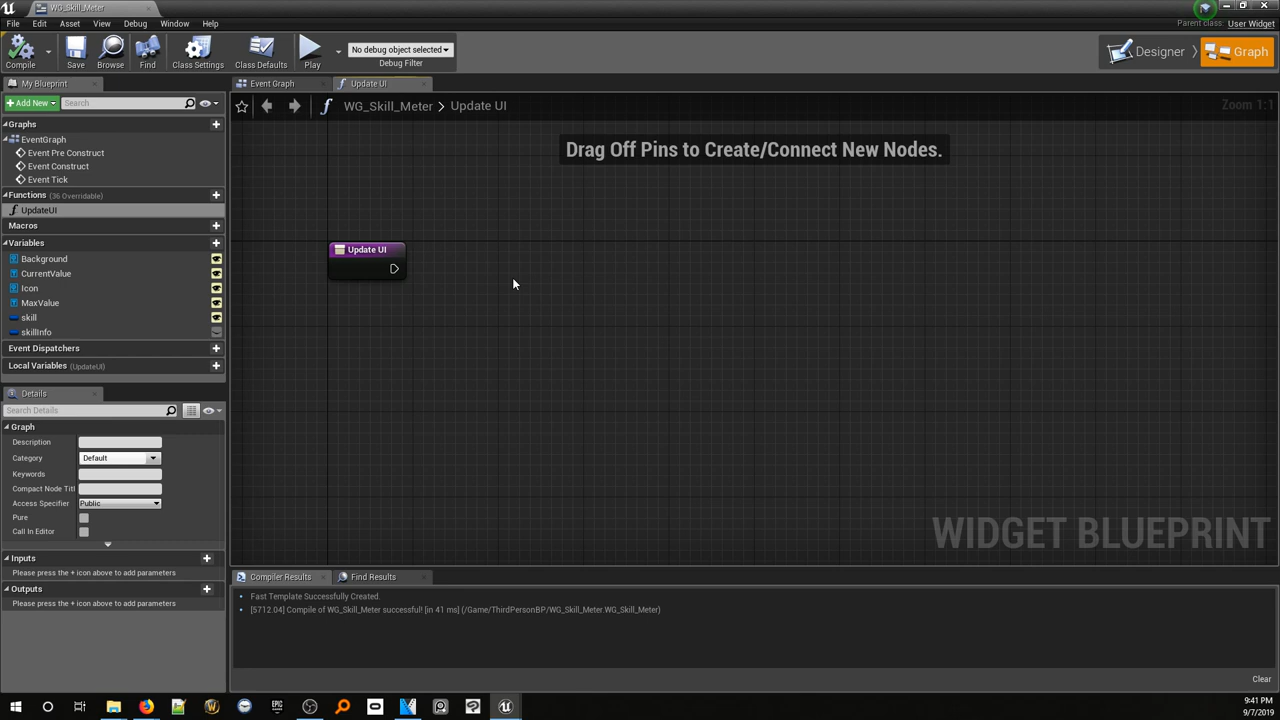 WG_Skill_Meter
File Edit Asset View Debug Window Help
Parent class: User Widget
Compile Save Browse Find Class Settings Class Defaults Play
No debug object selected
Debug Filter
Designer Graph
My Blueprint
Event Graph Update UI
Add New Search
WG_Skill_Meter > Update UI
Zoom 1:1
Graphs
EventGraph
Event Pre Construct
Event Construct
Event Tick
Functions (36 Overridable)
UpdateUI
Macros
Variables
Background
CurrentValue
Icon
MaxValue
skill
skillInfo
Event Dispatchers
Local Variables (UpdateUI)
Drag Off Pins to Create/Connect New Nodes.
Update UI
WIDGET BLUEPRINT
Details
Search Details
Graph
Description
Category Default
Keywords
Compact Node Titl
Access Specifier Public
Pure
Call In Editor
Inputs
Please press the + icon above to add parameters
Outputs
Please press the + icon above to add parameters
Compiler Results Find Results
Fast Template Successfully Created.
[5712.04] Compile of WG_Skill_Meter successful! [in 41 ms] (/Game/ThirdPersonBP/WG_Skill_Meter.WG_Skill_Meter)
Clear
9:41 PM
9/7/2019